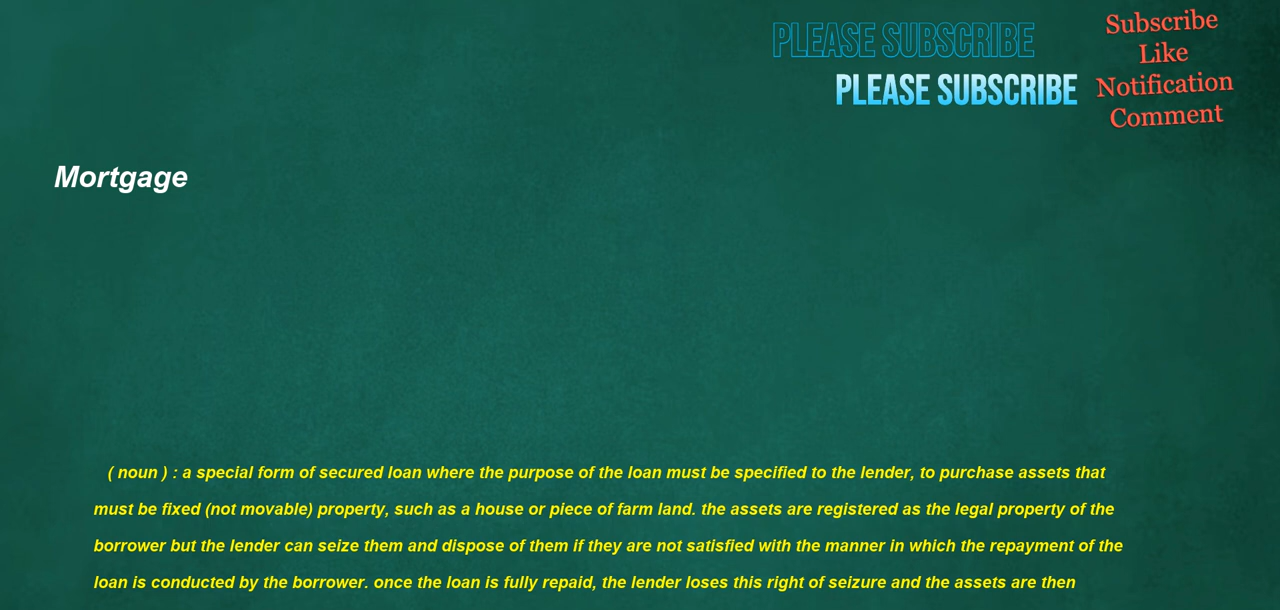 PLEASE SUBSCRIBE
PLEASE SUBSCRIBE
Subscribe
Like
Notification
Comment
Mortgage
( noun ) : a special form of secured loan where the purpose of the loan must be specified to the lender, to purchase assets that
must be fixed (not movable) property, such as a house or piece of farm land. the assets are registered as the legal property of the
borrower but the lender can seize them and dispose of them if they are not satisfied with the manner in which the repayment of the
loan is conducted by the borrower. once the loan is fully repaid, the lender loses this right of seizure and the assets are then